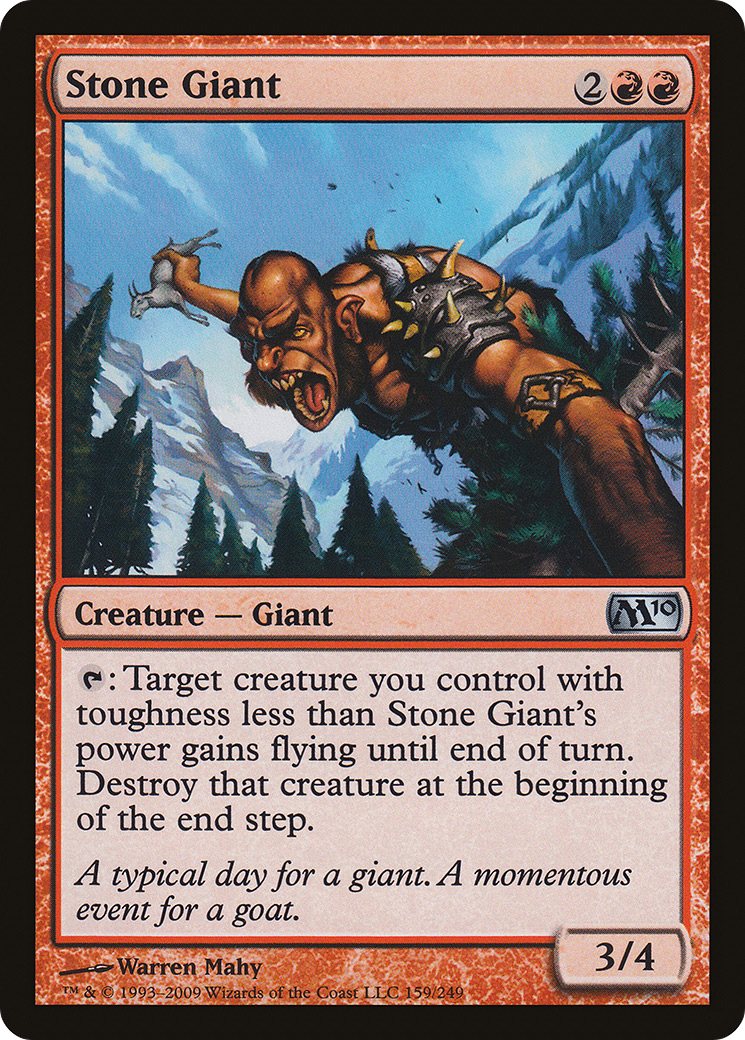 Stone Giant 2
Creature — Giant M10
: Target creature you control with
toughness less than Stone Giant's
power gains flying until end of turn.
Destroy that creature at the beginning
of the end step.
A typical day for a giant. A momentous
event for a goat.
3/4
Warren Mahy
™ & © 1993–2009 Wizards of the Coast LLC 159/249